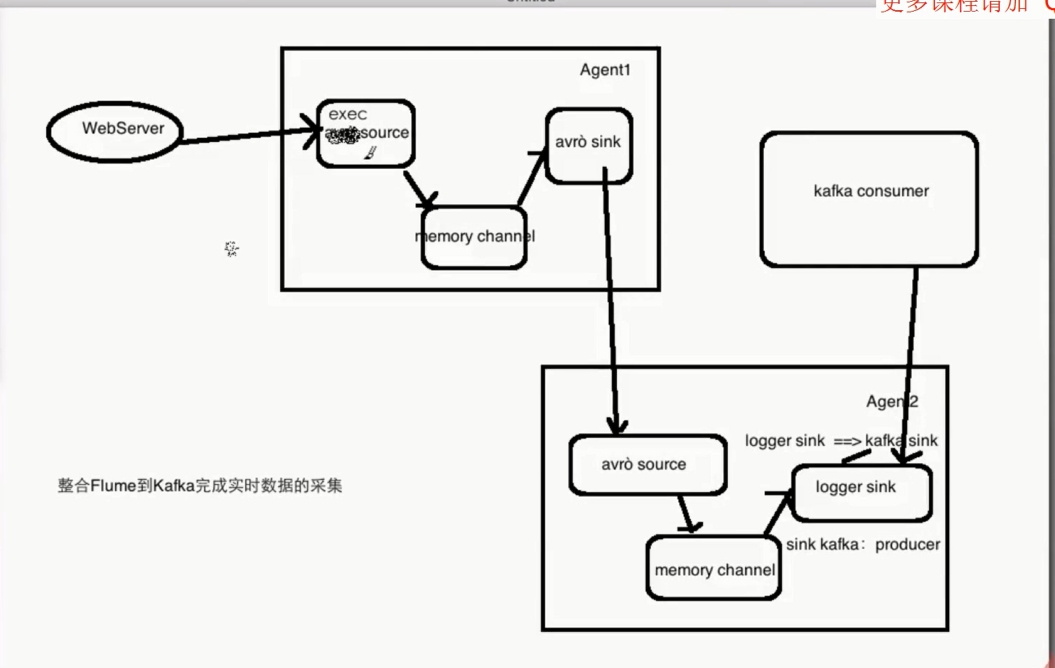 更多课程请加
Agent1
WebServer
exec
source
avrò sink
memory channel
kafka consumer
Agent2
logger sink ==> kafka sink
avrò source
logger sink
整合Flume到Kafka完成实时数据的采集
sink kafka：producer
memory channel